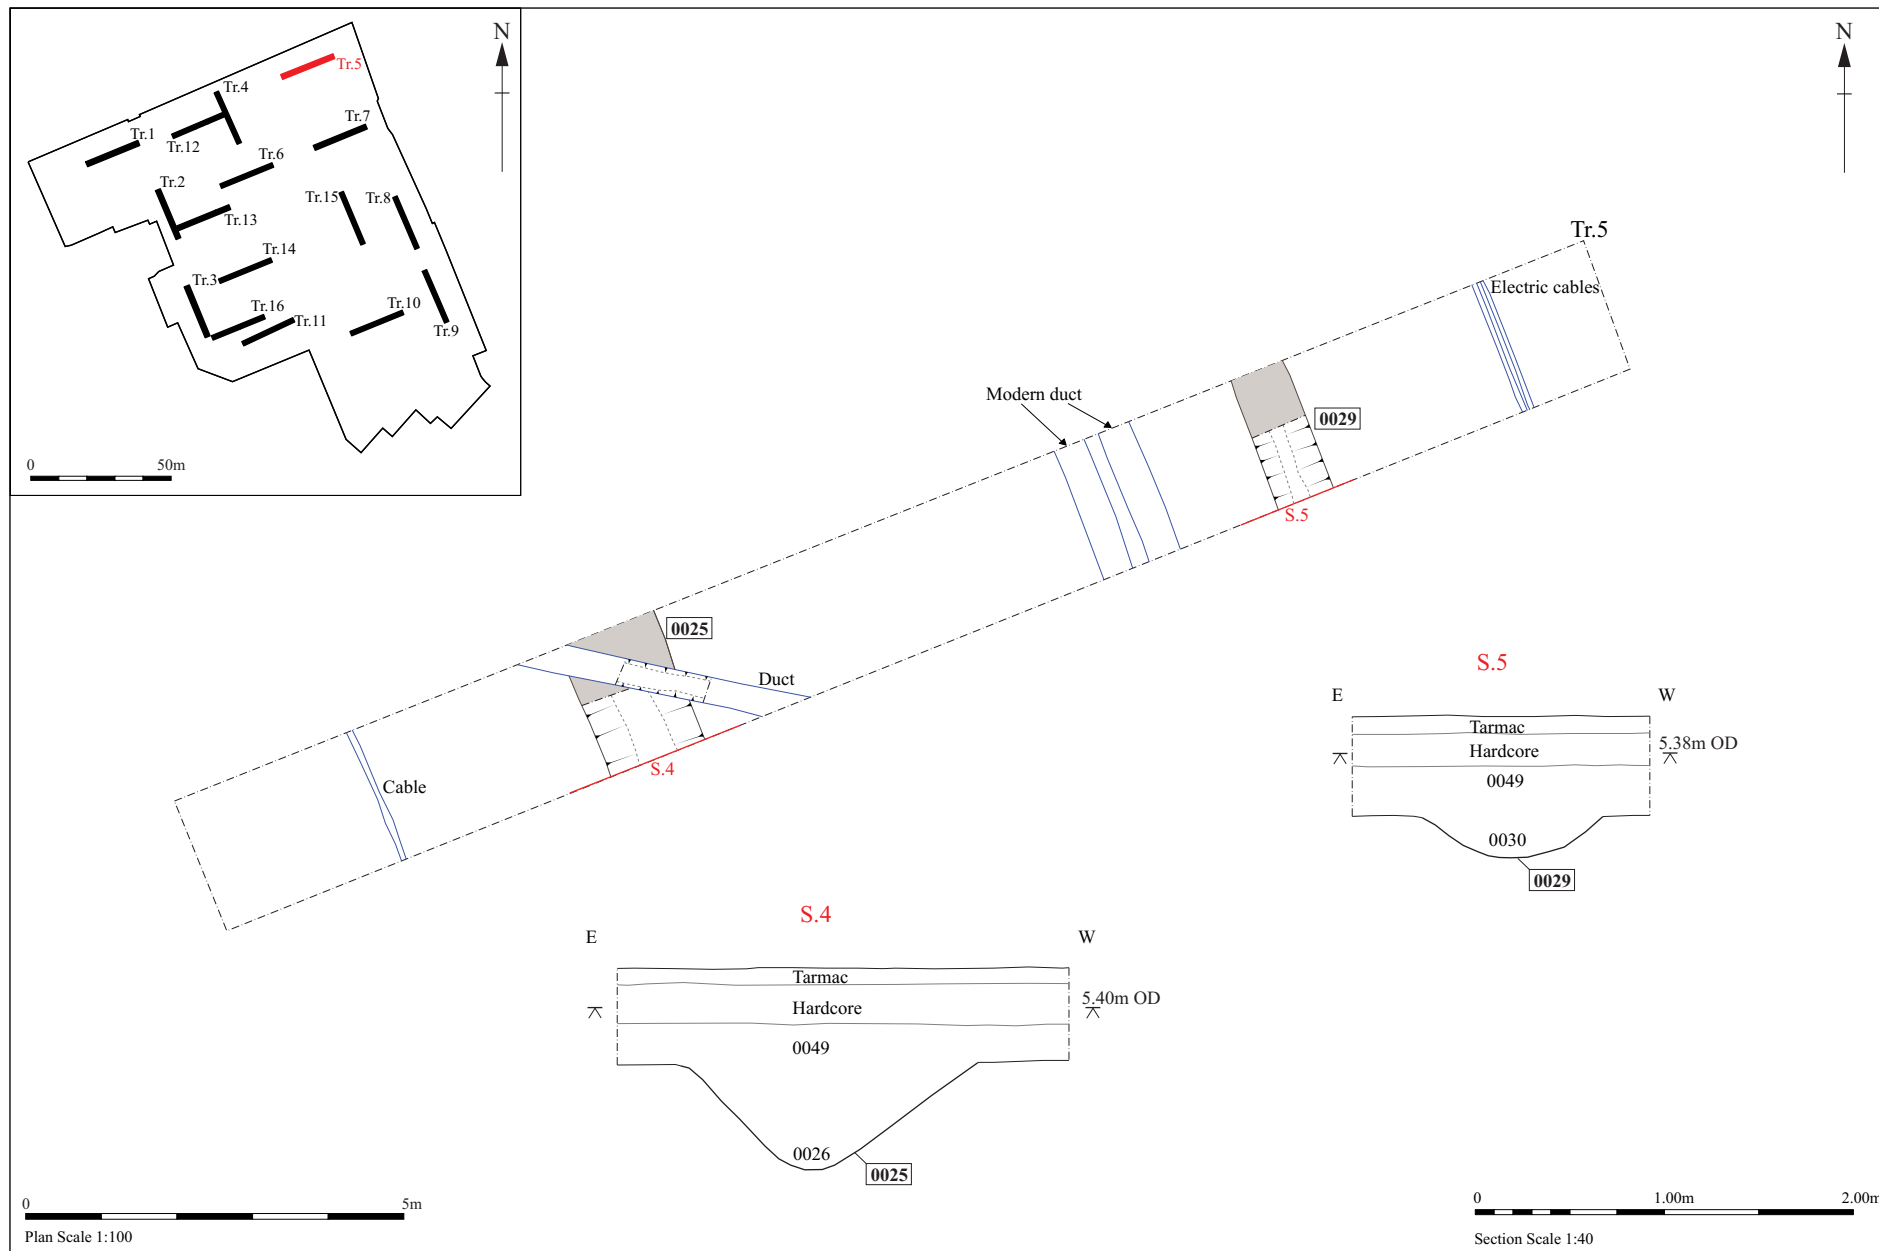 N
Tr.5
Tr.4
Tr.7
Tr.1
Tr.12
Tr.6
Tr.2
Tr.15
Tr.8
Tr.13
Tr.14
Tr.3
Tr.16
Tr.11
Tr.10
Tr.9
0 50m
N
Tr.5
Electric cables
Modern duct
0029
S.5
0025
Duct
S.4
Cable
S.5
E W
Tarmac
5.38m OD
Hardcore
0049
0030
0029
S.4
E W
Tarmac
5.40m OD
Hardcore
0049
0026
0025
0 5m
Plan Scale 1:100
0 1.00m 2.00m
Section Scale 1:40